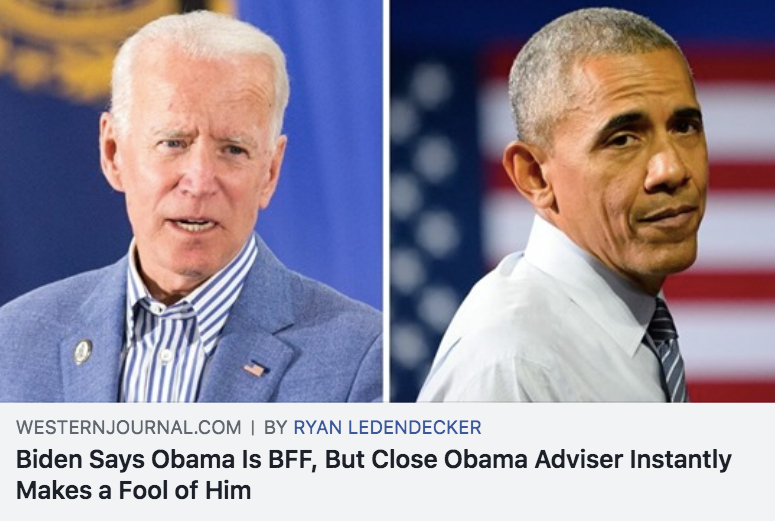 WESTERNJOURNAL.COM | BY RYAN LEDENDECKER
Biden Says Obama Is BFF, But Close Obama Adviser Instantly
Makes a Fool of Him